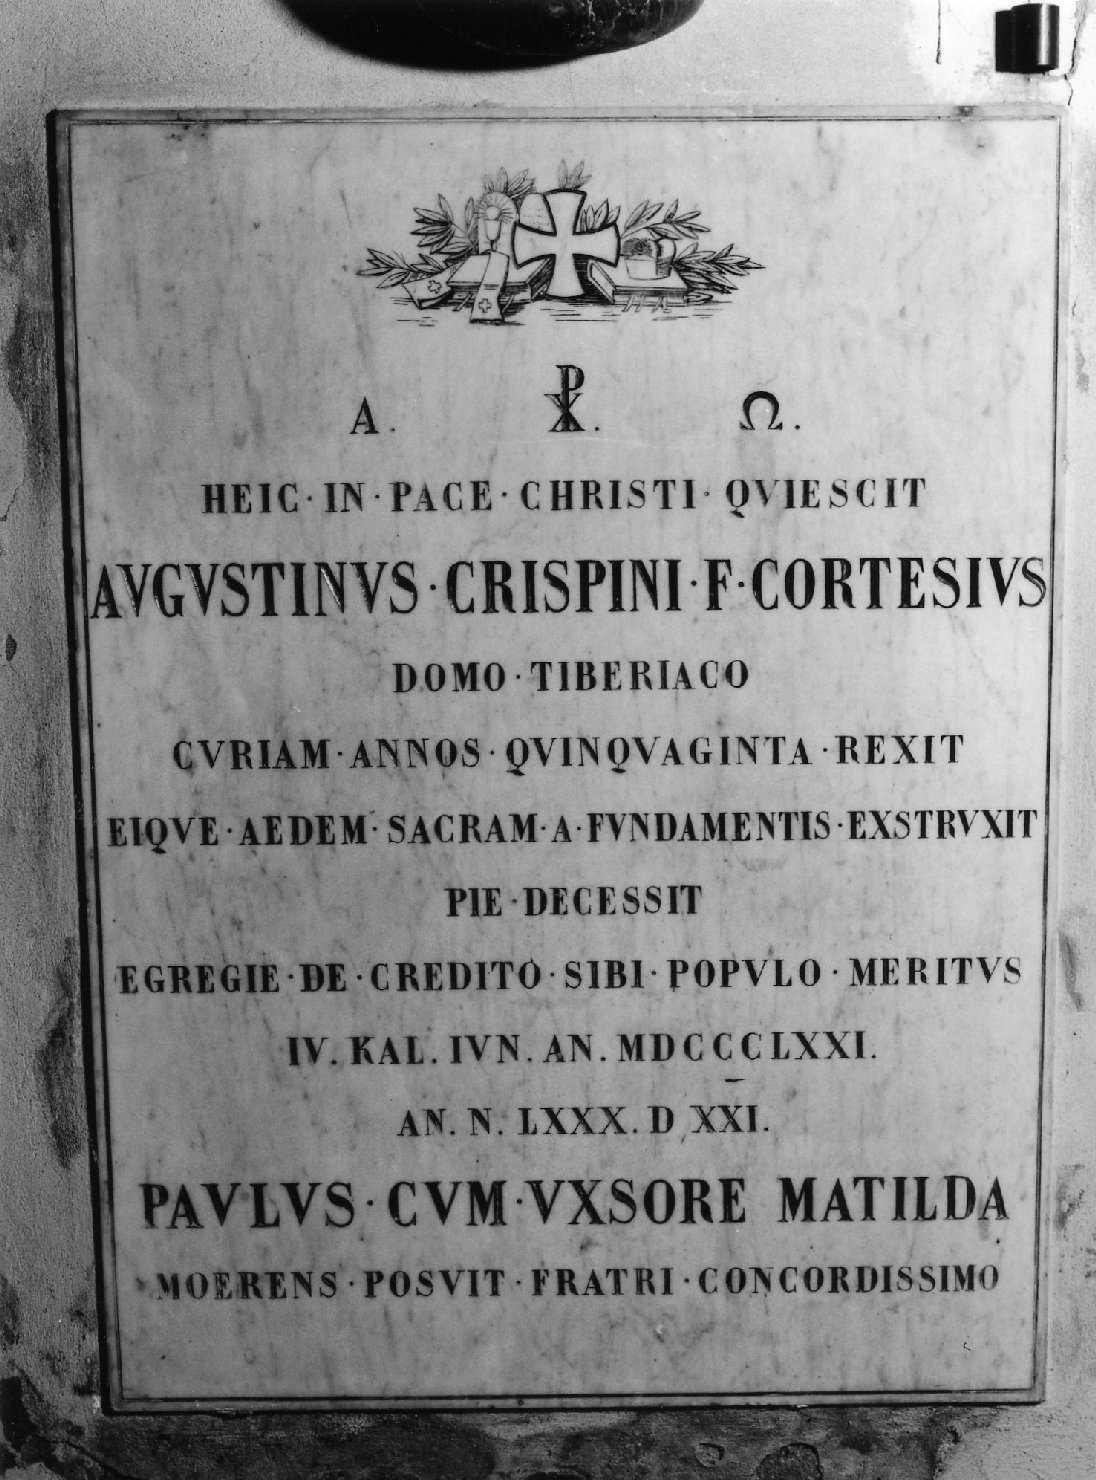 A. ☧. Ω.
HEIC·IN·PACE·CHRISTI·QVIESCIT
AVGVSTINVS·CRISPINI·F·CORTESIVS
DOMO·TIBERIACO
CVRIAM·ANNOS·QVINQVAGINTA·REXIT
EIQVE·AEDEM·SACRAM·A·FVNDAMENTIS·EXSTRVXIT
PIE·DECESSIT
EGREGIE·DE·CREDITO·SIBI·POPVLO·MERITVS
IV. KAL. IVN. AN. MDCCCLXXI.
AN. N. LXXX. D XXI.
PAVLVS·CVM·VXSORE MATILDA
MOERENS·POSVIT·FRATRI·CONCORDISSIMO